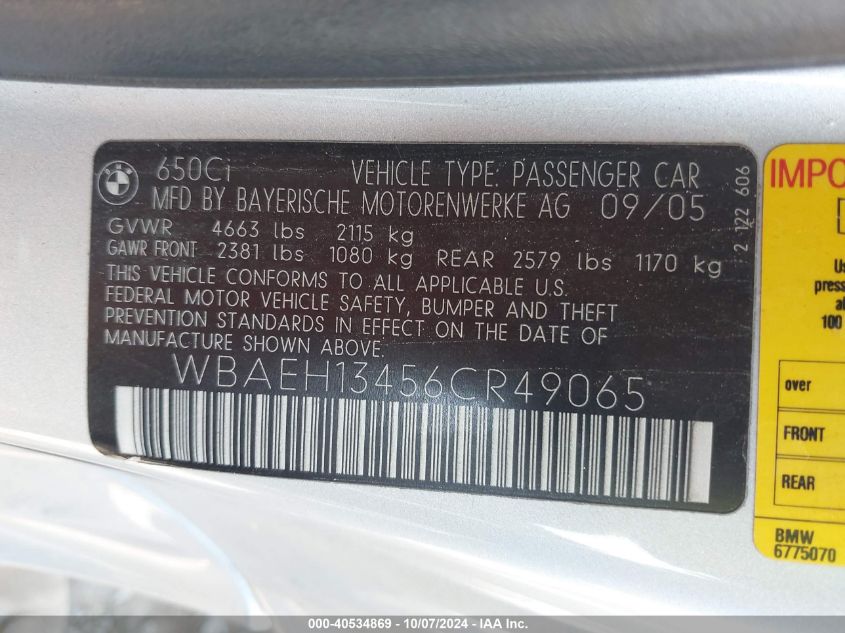 650Ci VEHICLE TYPE: PASSENGER CAR
MFD BY BAYERISCHE MOTORENWERKE AG 09/05
GVWR 4663 lbs 2115 kg
GAWR FRONT 2381 lbs 1080 kg REAR 2579 lbs 1170 kg
THIS VEHICLE CONFORMS TO ALL APPLICABLE U.S.
FEDERAL MOTOR VEHICLE SAFETY, BUMPER AND THEFT
PREVENTION STANDARDS IN EFFECT ON THE DATE OF
MANUFACTURE SHOWN ABOVE.
WBAEH13456CR49065
2 122 606
press
100
over
FRONT
REAR
BMW
6775070
000-40534869 - 10/07/2024 - IAA Inc.